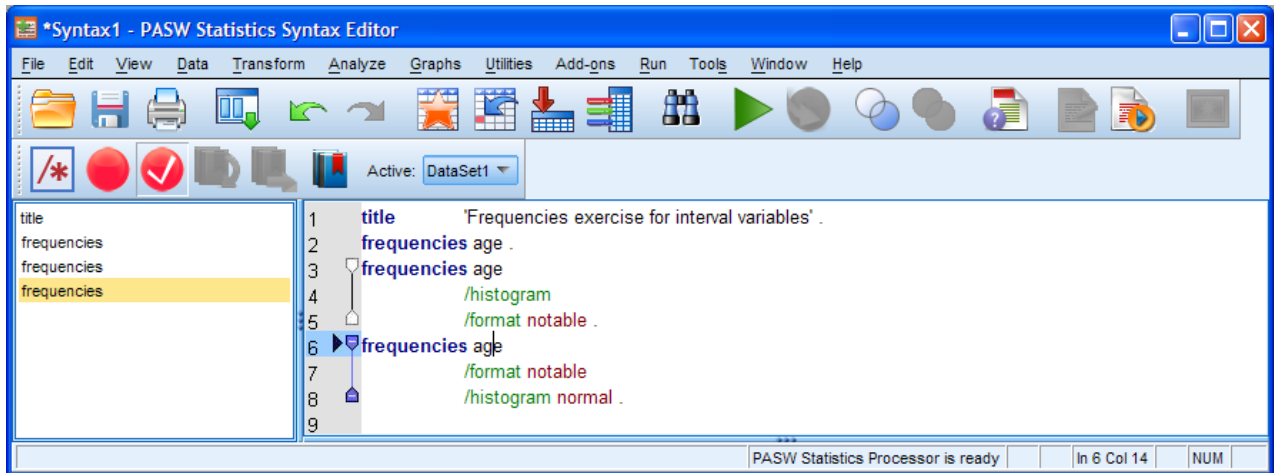 *Syntax1 - PASW Statistics Syntax Editor
File Edit View Data Transform Analyze Graphs Utilities Add-ons Run Tools Window Help
/* Active: DataSet1
title
frequencies
frequencies
frequencies
1 title 'Frequencies exercise for interval variables' .
2 frequencies age .
3 frequencies age
4 /histogram
5 /format notable .
6 frequencies age
7 /format notable
8 /histogram normal .
9
PASW Statistics Processor is ready In 6 Col 14 NUM